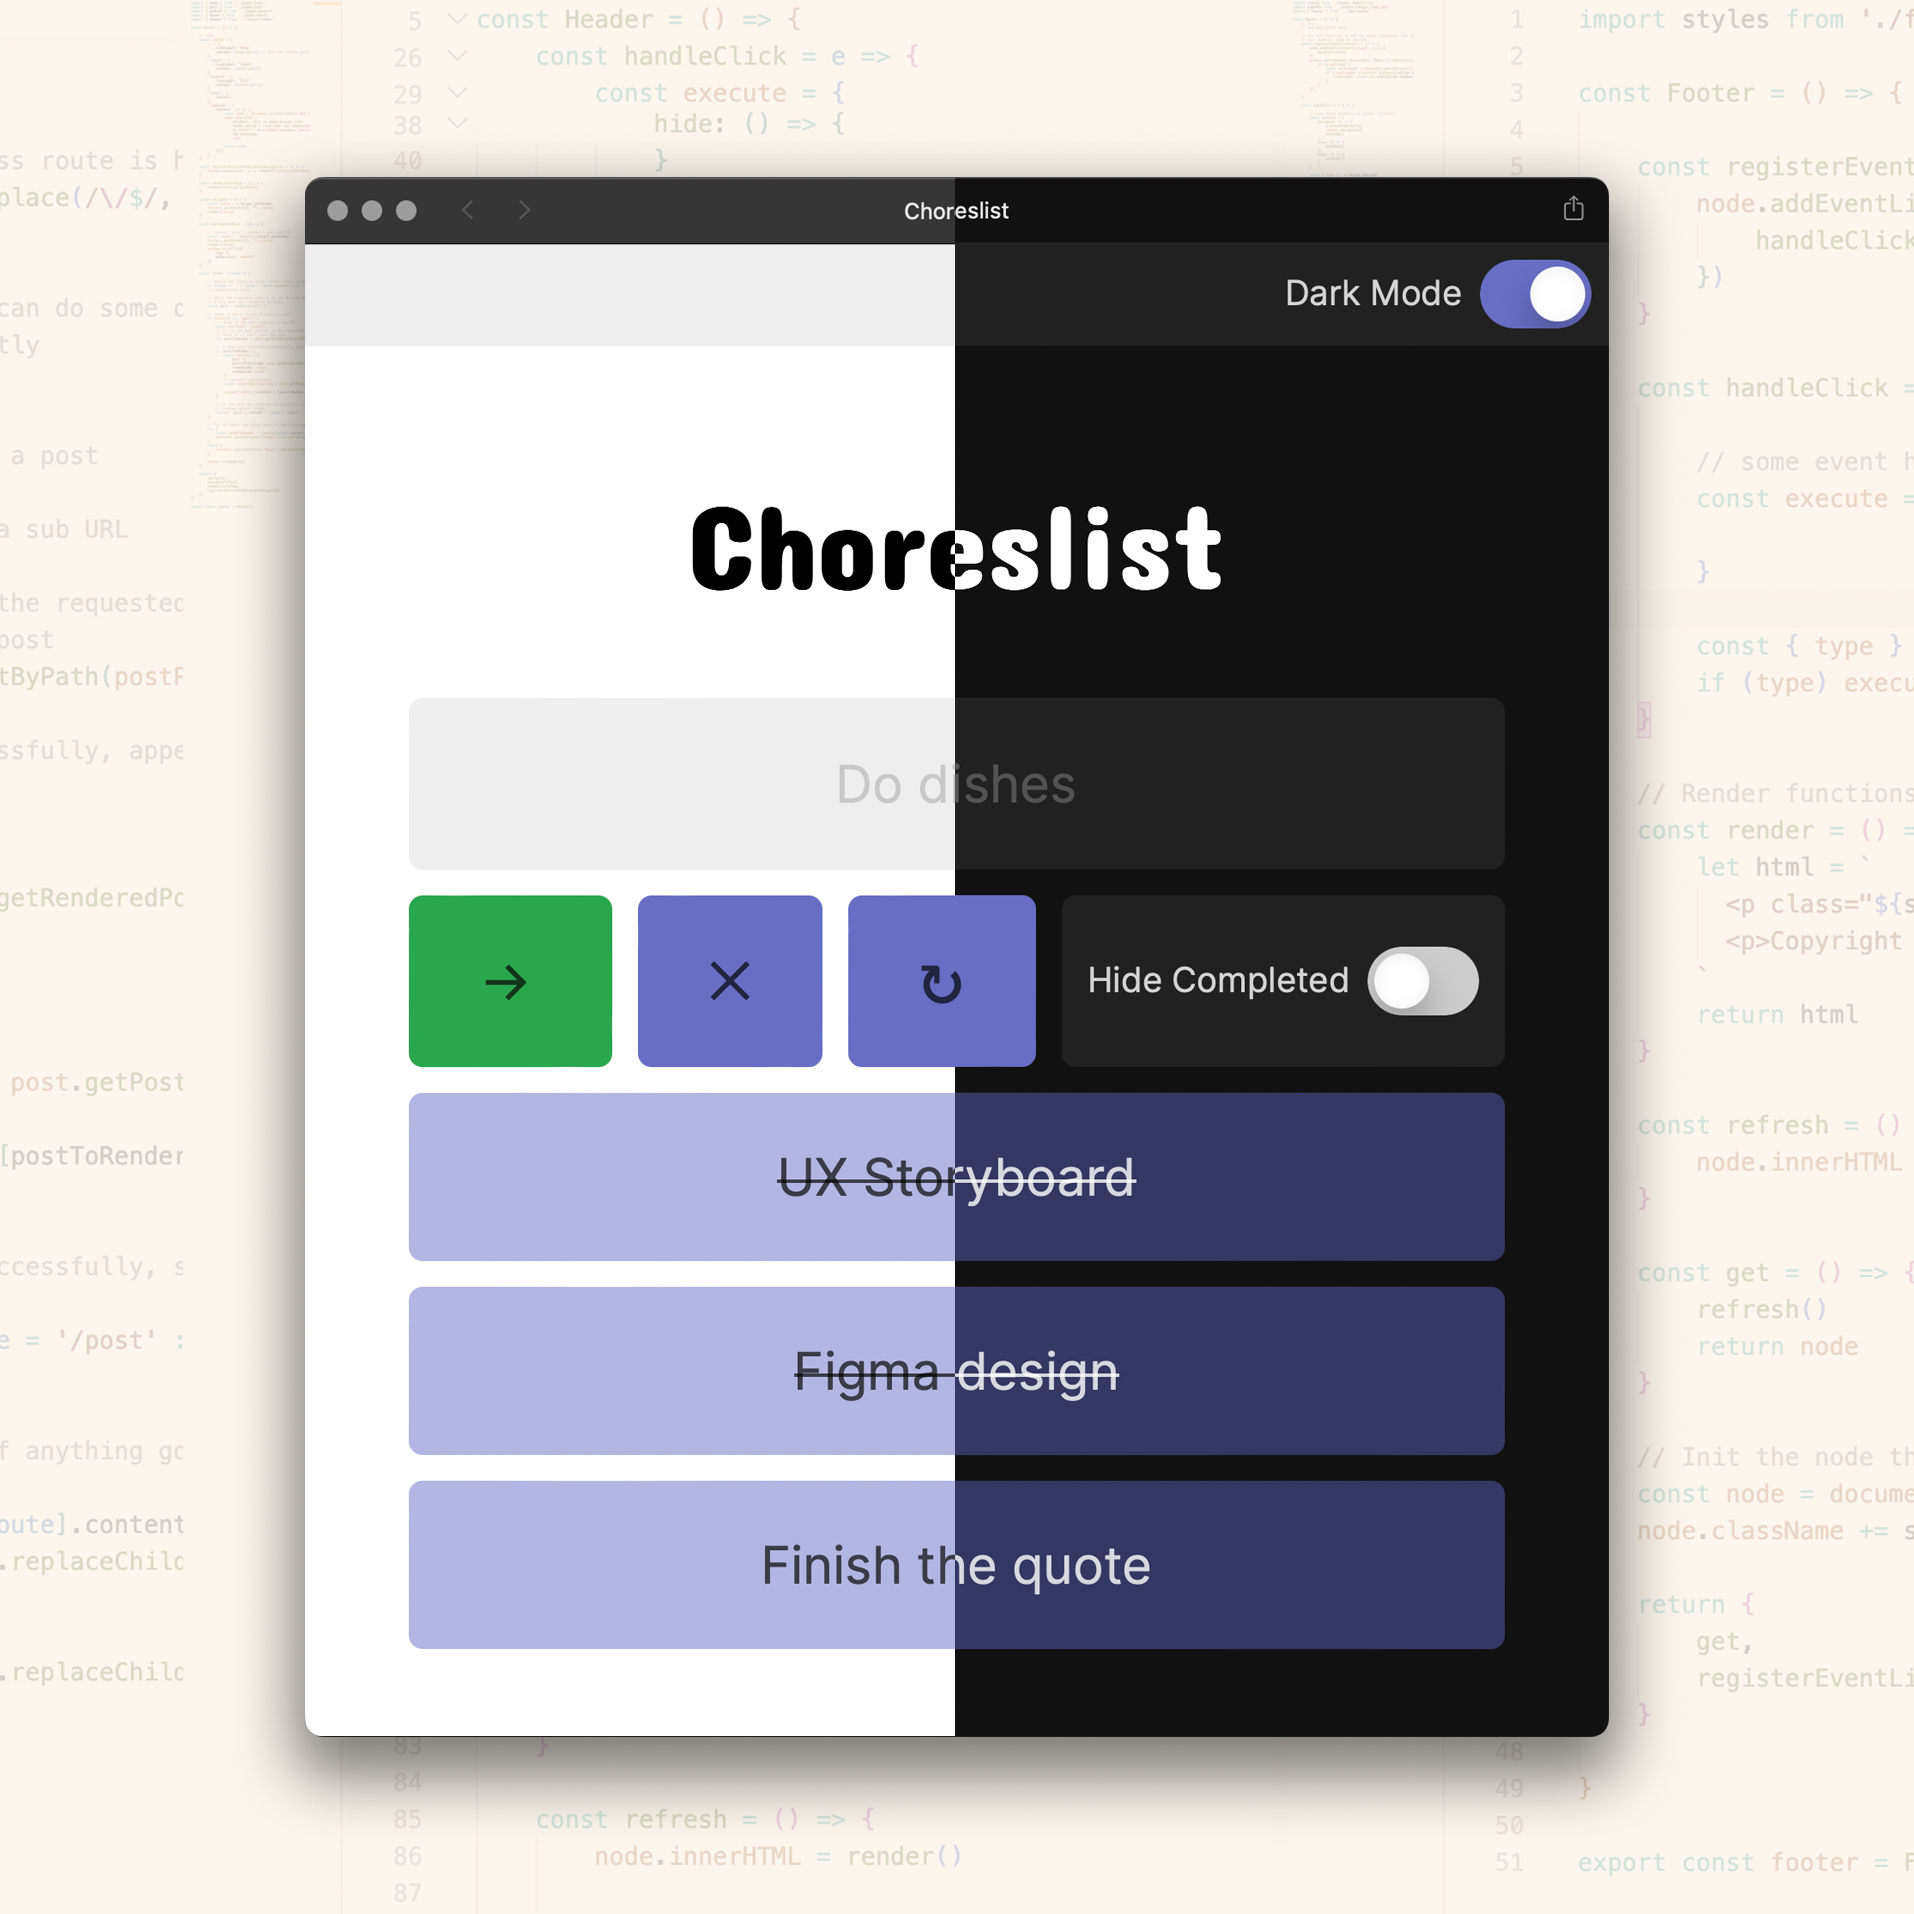 ss route is h
place(/\/$/,
can do some d
tly
a post
a sub URL
the requested
post
tByPath(postP
ssfully, appe
getRenderedPo
post.getPost
[postToRender
ccessfully, s
e = '/post' :
f anything go
oute].content
.replaceChild
.replaceChild
5 const Header = () => {
26 const handleClick = e => {
29 const execute = {
38 hide: () => {
40 }
Choreslist
Dark Mode
Choreslist
Do dishes
→ × ↻ Hide Completed
UX Storyboard
Figma design
Finish the quote
83 }
84
85 const refresh = () => {
86 node.innerHTML = render()
87
1 import styles from './f
2
3 const Footer = () => {
4
5 const registerEvent
node.addEventLi
handleClick
})
}
const handleClick =
// some event h
const execute =
}
const { type }
if (type) execu
}
// Render functions
const render = () =
let html = `
<p class="${s
<p>Copyright
`
return html
}
const refresh = ()
node.innerHTML
}
const get = () => {
refresh()
return node
}
// Init the node th
const node = docume
node.className += s
return {
get,
registerEventLi
}
48
49 }
50
51 export const footer = F